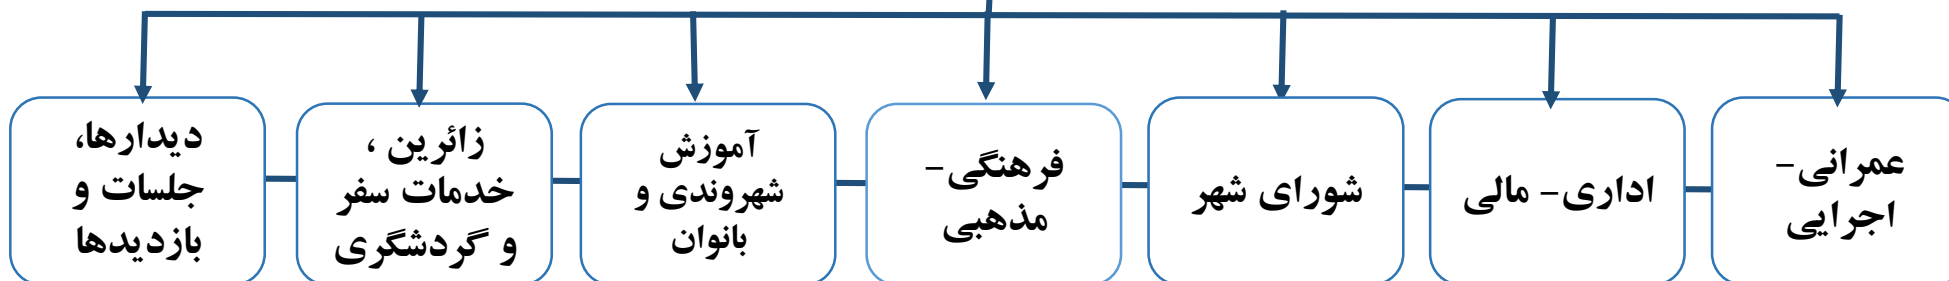 عمرانی-
اجرایی
اداری- مالی
شورای شهر
فرهنگی-
مذهبی
آموزش
شهروندی و
بانوان
زائرین ،
خدمات سفر
و گردشگری
دیدارها،
جلسات و
بازدیدها